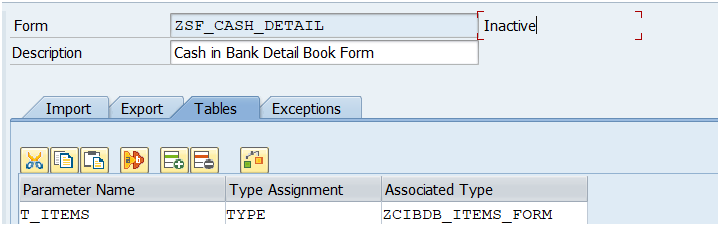 Form ZSF_CASH_DETAIL Inactive
Description Cash in Bank Detail Book Form
Import Export Tables Exceptions
Parameter Name Type Assignment Associated Type
T_ITEMS TYPE ZCIBDB_ITEMS_FORM